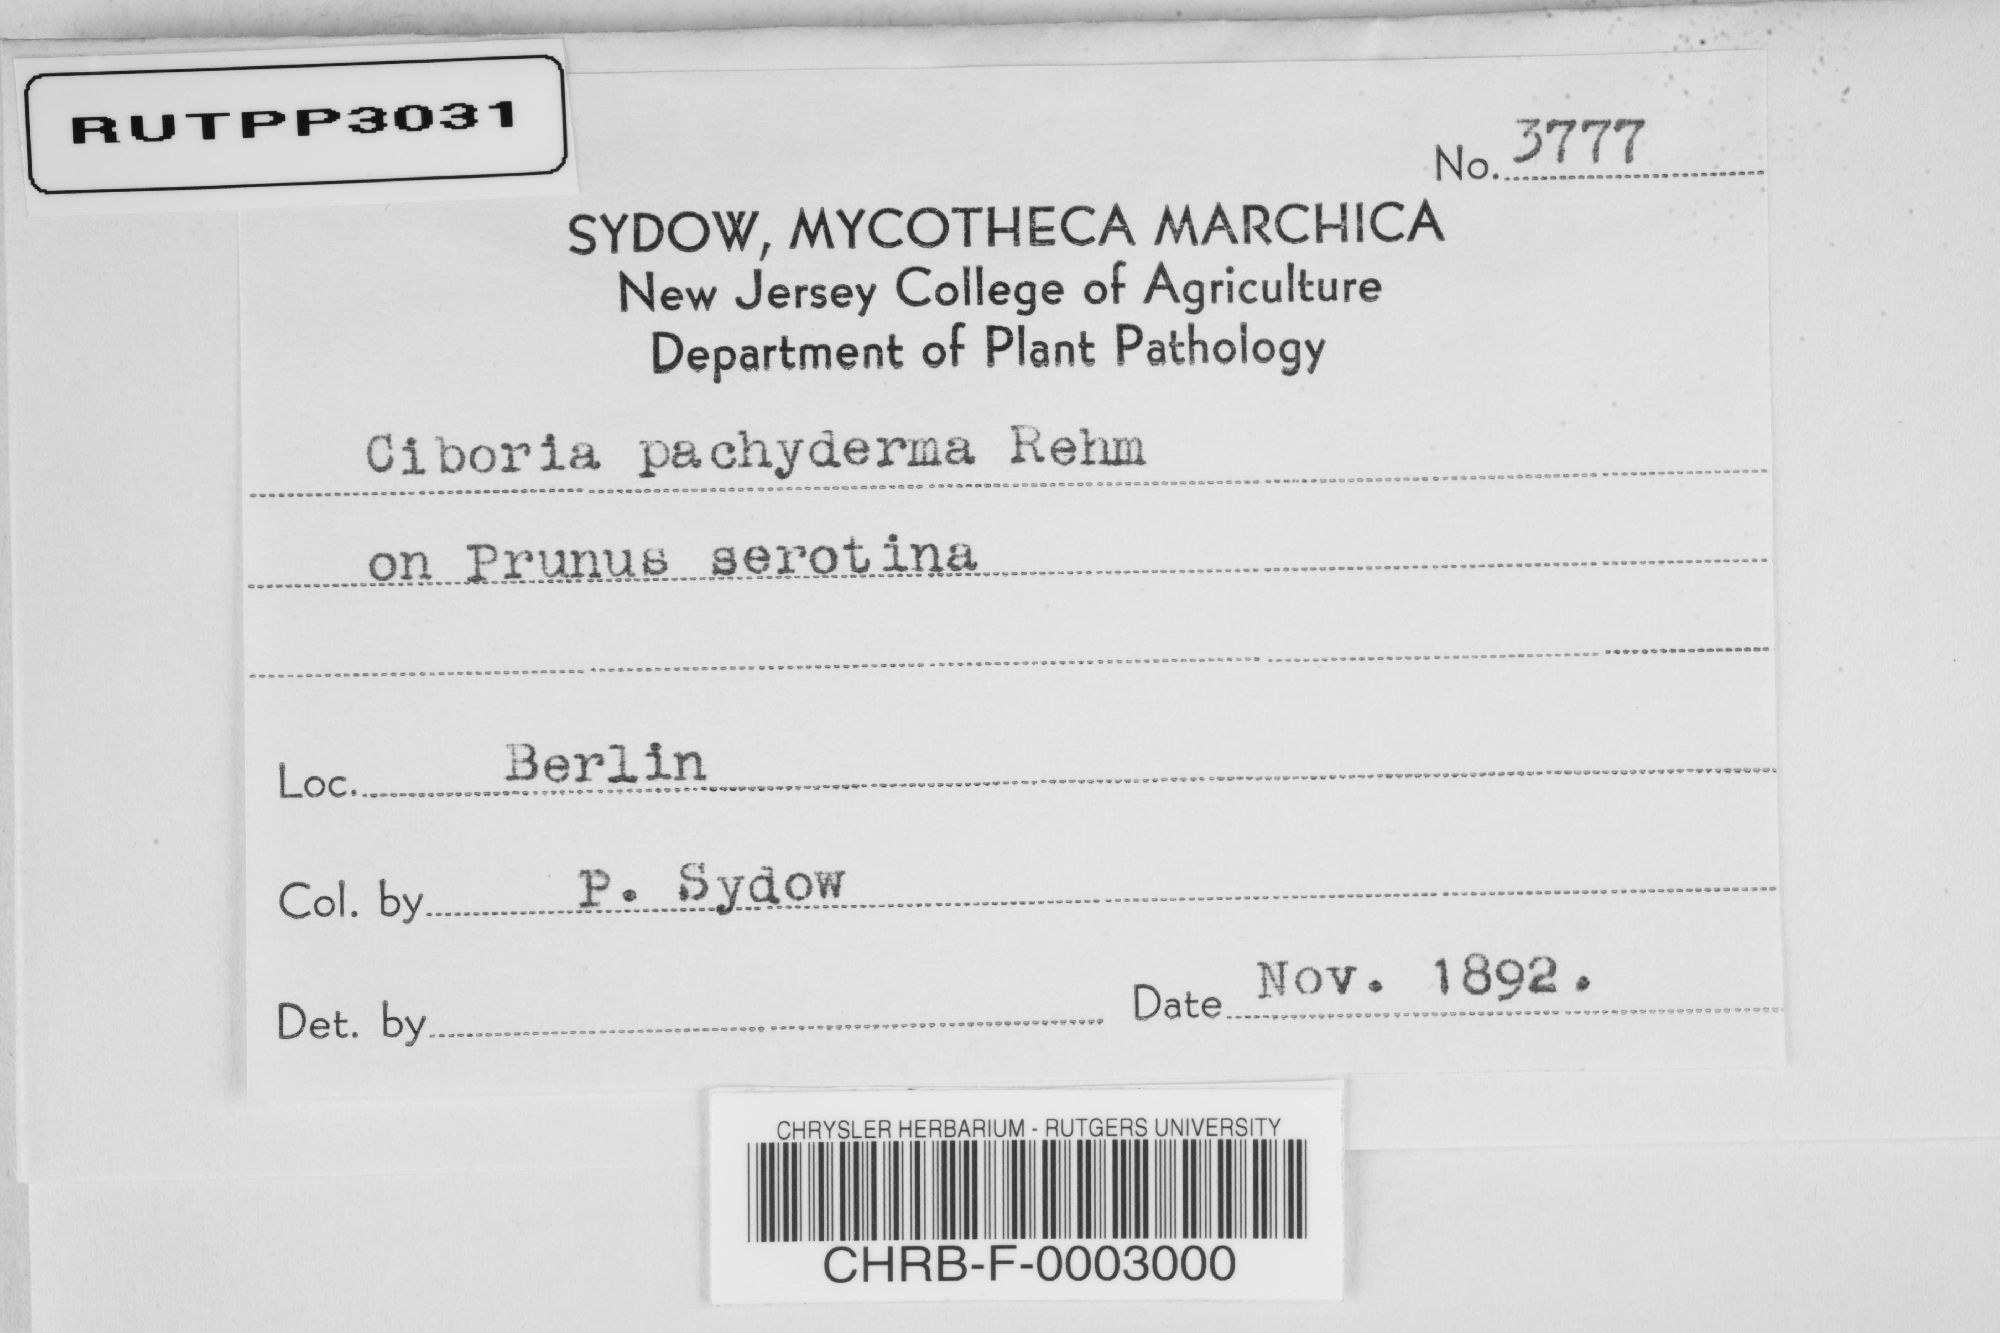 RUTPP3031
No. 3777
SYDOW, MYCOTHECA MARCHICA
New Jersey College of Agriculture
Department of Plant Pathology
Ciboria pachyderma Rehm
on Prunus serotina
Loc. Berlin
Col. by P. Sydow
Det. by
Date Nov. 1892.
CHRYSLER HERBARIUM - RUTGERS UNIVERSITY
CHRB-F-0003000